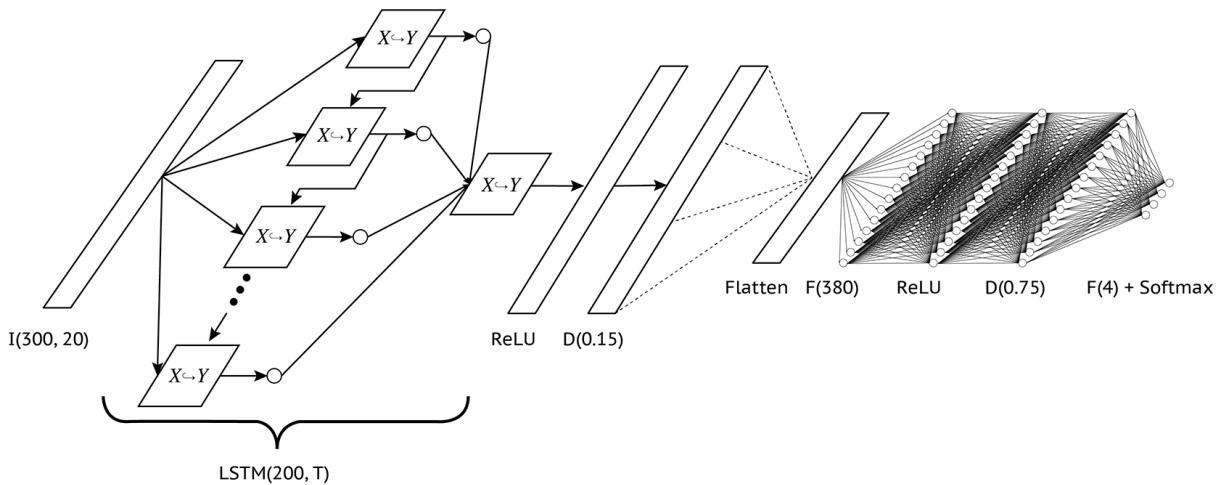 X↪Y
X↪Y
X↪Y
X↪Y
X↪Y
I(300, 20)
LSTM(200, T)
ReLU
D(0.15)
Flatten
F(380)
ReLU
D(0.75)
F(4) + Softmax